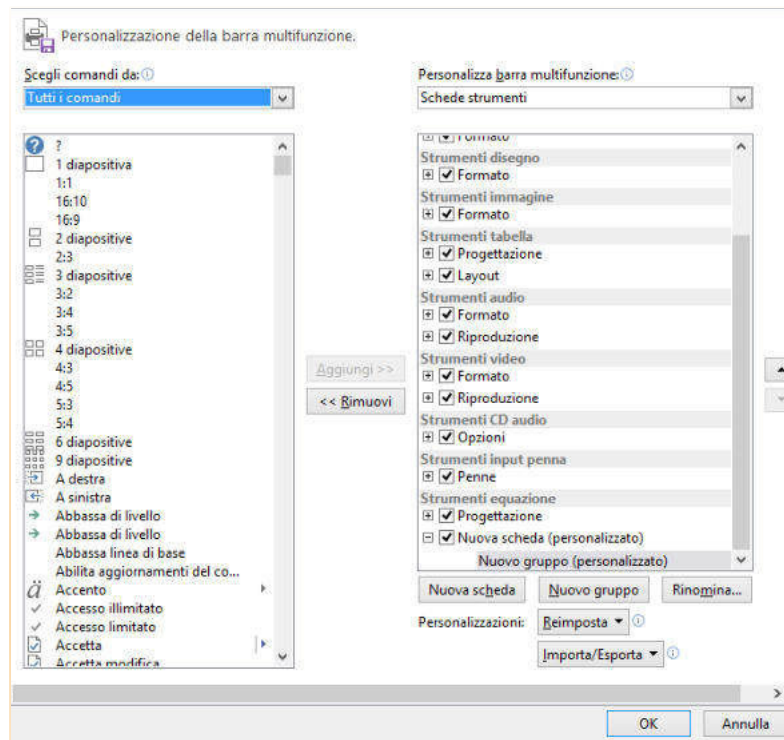 Personalizzazione della barra multifunzione.
Scegli comandi da:
Tutti i comandi
?
1 diapositiva
1:1
16:10
16:9
2 diapositive
2:3
3 diapositive
3:2
3:4
3:5
4 diapositive
4:3
4:5
5:3
5:4
6 diapositive
9 diapositive
A destra
A sinistra
Abbassa di livello
Abbassa di livello
Abbassa linea di base
Abilita aggiornamenti del co...
ä Accento
Accesso illimitato
Accesso limitato
Accetta
Accetta modifica
Aggiungi >>
<< Rimuovi
Personalizza barra multifunzione:
Schede strumenti
Formato
Strumenti disegno
Formato
Strumenti immagine
Formato
Strumenti tabella
Progettazione
Layout
Strumenti audio
Formato
Riproduzione
Strumenti video
Formato
Riproduzione
Strumenti CD audio
Opzioni
Strumenti input penna
Penne
Strumenti equazione
Progettazione
Nuova scheda (personalizzato)
Nuovo gruppo (personalizzato)
Nuova scheda Nuovo gruppo Rinomina...
Personalizzazioni: Reimposta
Importa/Esporta
OK Annulla